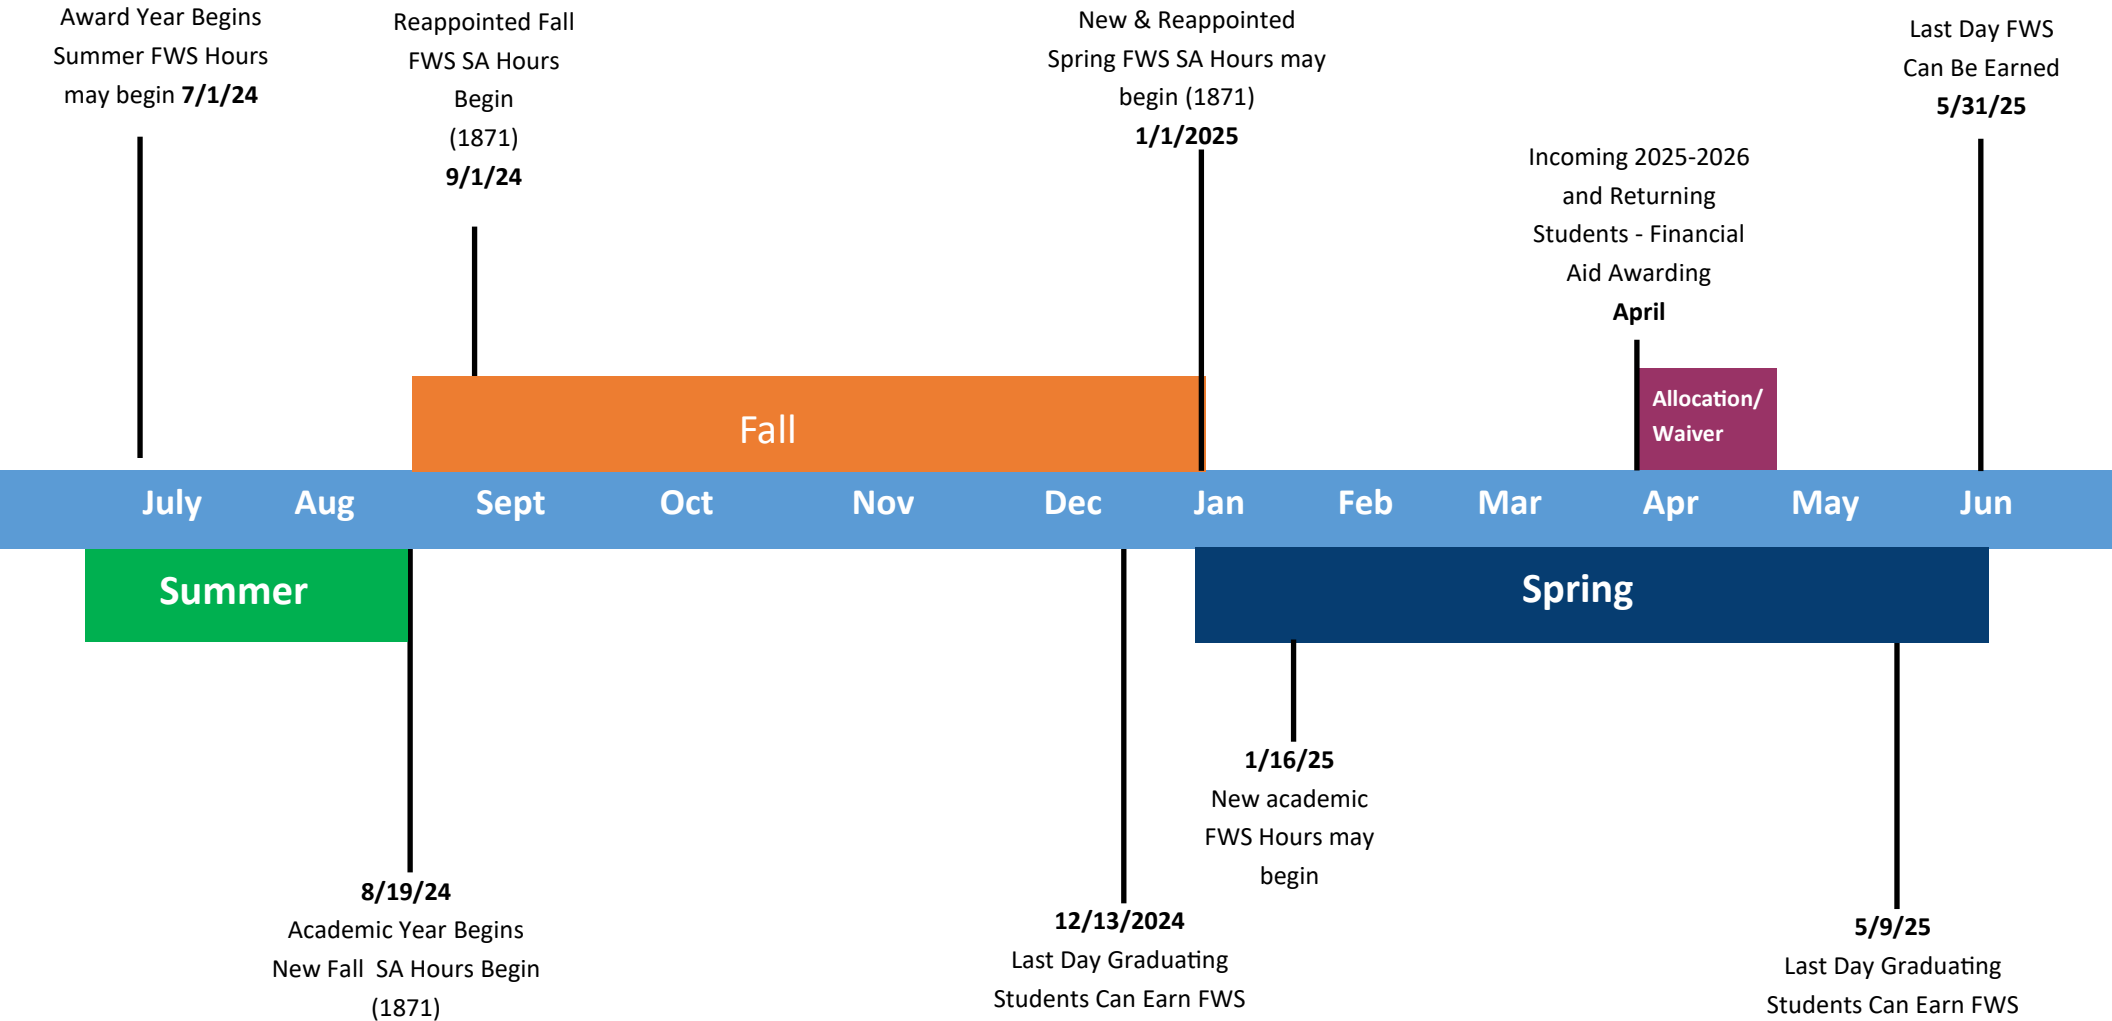 Award Year Begins
Summer FWS Hours
may begin 7/1/24
Reappointed Fall
FWS SA Hours
Begin
(1871)
9/1/24
New & Reappointed
Spring FWS SA Hours may
begin (1871)
1/1/2025
Incoming 2025-2026
and Returning
Students - Financial
Aid Awarding
April
Last Day FWS
Can Be Earned
5/31/25
Fall
Allocation/
Waiver
July Aug Sept Oct Nov Dec Jan Feb Mar Apr May Jun
Summer
Spring
8/19/24
Academic Year Begins
New Fall  SA Hours Begin
(1871)
12/13/2024
Last Day Graduating
Students Can Earn FWS
1/16/25
New academic
FWS Hours may
begin
5/9/25
Last Day Graduating
Students Can Earn FWS